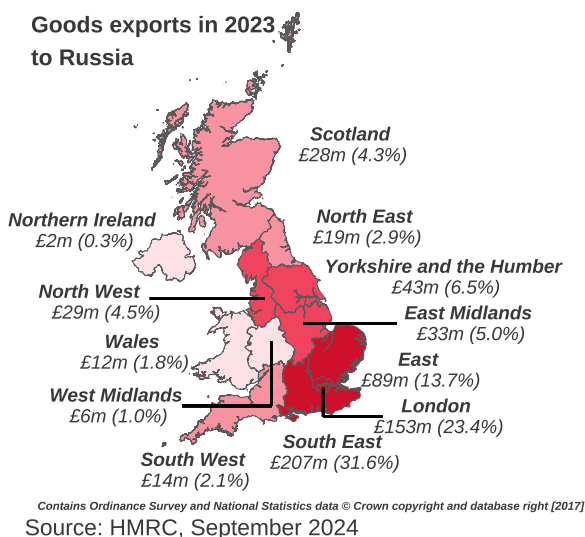 Goods exports in 2023
to Russia
Scotland
£28m (4.3%)
Northern Ireland
£2m (0.3%)
North East
£19m (2.9%)
Yorkshire and the Humber
£43m (6.5%)
North West
£29m (4.5%)
East Midlands
£33m (5.0%)
Wales
£12m (1.8%)
East
£89m (13.7%)
West Midlands
£6m (1.0%)
London
£153m (23.4%)
South East
£207m (31.6%)
South West
£14m (2.1%)
Contains Ordinance Survey and National Statistics data © Crown copyright and database right [2017]
Source: HMRC, September 2024